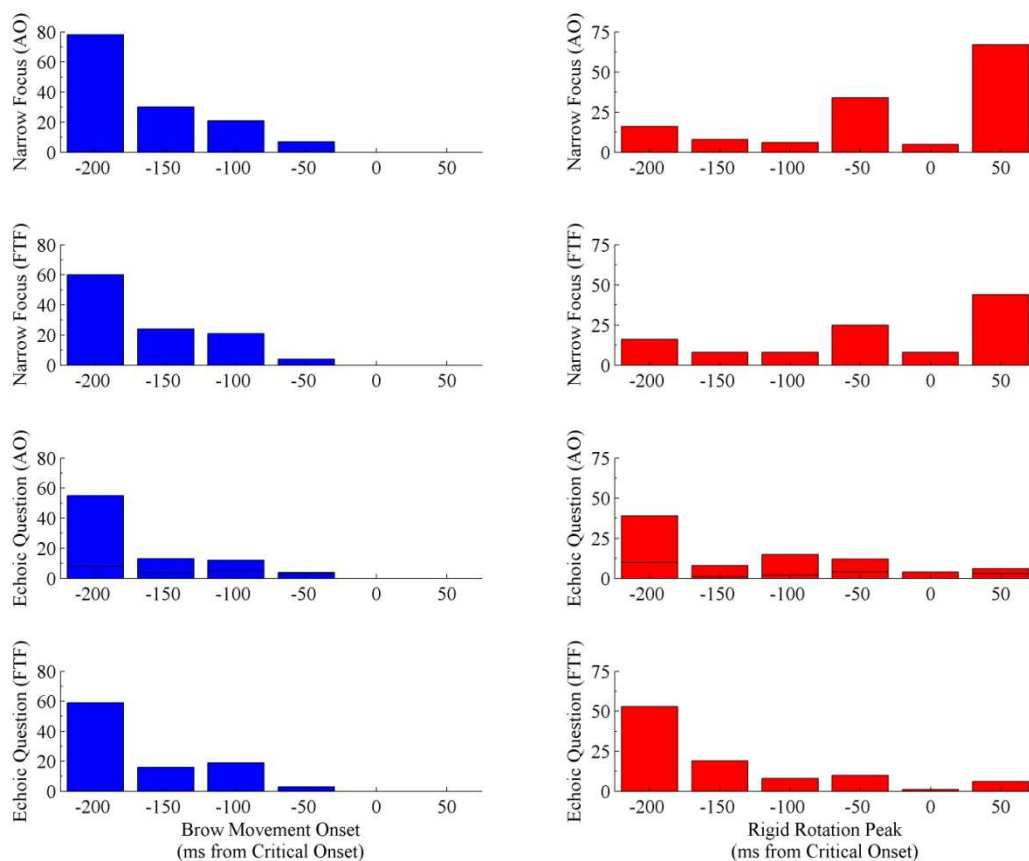 Narrow Focus (AO)
80
60
40
20
0
-200 -150 -100 -50 0 50
Narrow Focus (AO)
75
50
25
0
-200 -150 -100 -50 0 50
Narrow Focus (FTF)
80
60
40
20
0
-200 -150 -100 -50 0 50
Narrow Focus (FTF)
75
50
25
0
-200 -150 -100 -50 0 50
Echoic Question (AO)
80
60
40
20
0
-200 -150 -100 -50 0 50
Echoic Question (AO)
75
50
25
0
-200 -150 -100 -50 0 50
Echoic Question (FTF)
80
60
40
20
0
-200 -150 -100 -50 0 50
Brow Movement Onset
(ms from Critical Onset)
Echoic Question (FTF)
75
50
25
0
-200 -150 -100 -50 0 50
Rigid Rotation Peak
(ms from Critical Onset)